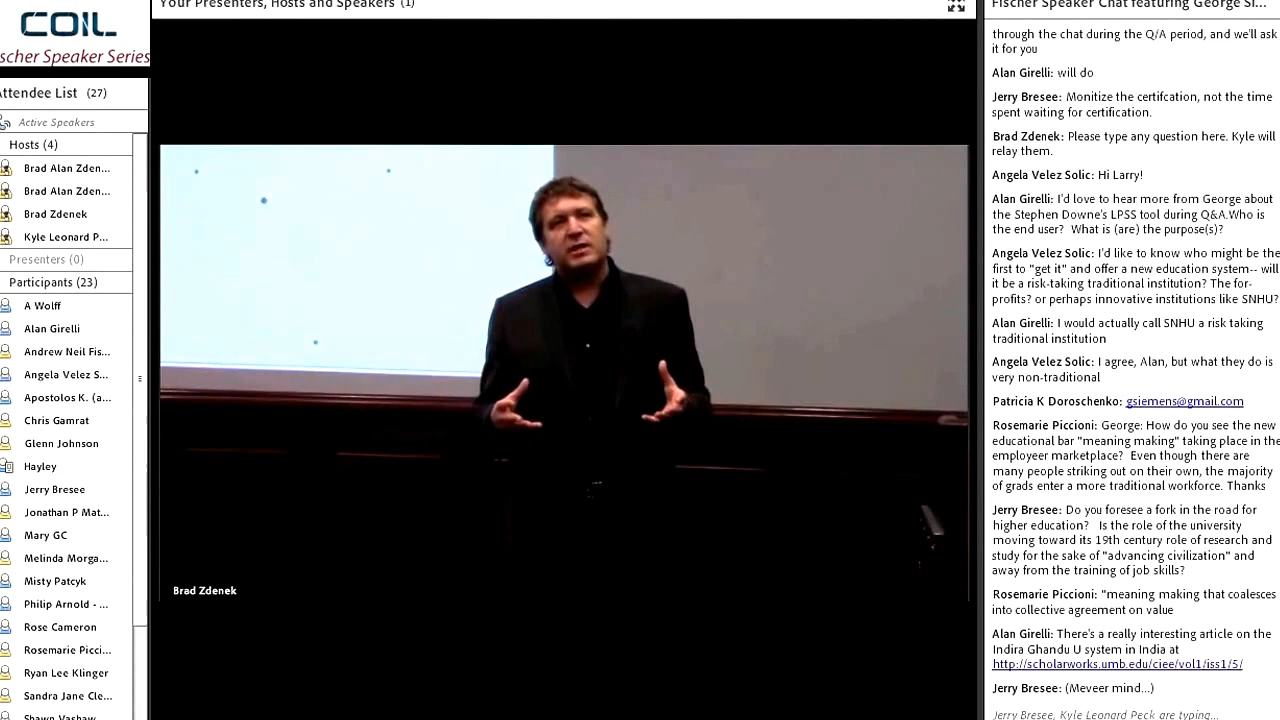 COIL
scher Speaker Series
Attendee List (27)
Active Speakers
Hosts (4)
Brad Alan Zden...
Brad Alan Zden...
Brad Zdenek
Kyle Leonard P...
Presenters (0)
Participants (23)
A Wolff
Alan Girelli
Andrew Neil Fis...
Angela Velez S...
Apostolos K. (a...
Chris Gamrat
Glenn Johnson
Hayley
Jerry Bresee
Jonathan P Mat...
Mary GC
Melinda Morga...
Misty Patcyk
Philip Arnold - ...
Rose Cameron
Rosemarie Picci...
Ryan Lee Klinger
Sandra Jane Cle...
Shawn Vashaw
Your Presenters, Hosts and Speakers (1)
Brad Zdenek
Fischer Speaker Chat featuring George Si...
through the chat during the Q/A period, and we'll ask
it for you
Alan Girelli: will do
Jerry Bresee: Monitize the certifcation, not the time
spent waiting for certification.
Brad Zdenek: Please type any question here. Kyle will
relay them.
Angela Velez Solic: Hi Larry!
Alan Girelli: I'd love to hear more from George about
the Stephen Downe's LPSS tool during Q&A.Who is
the end user? What is (are) the purpose(s)?
Angela Velez Solic: I'd like to know who might be the
first to "get it" and offer a new education system-- will
it be a risk-taking traditional institution? The for-
profits? or perhaps innovative institutions like SNHU?
Alan Girelli: I would actually call SNHU a risk taking
traditional institution
Angela Velez Solic: I agree, Alan, but what they do is
very non-traditional
Patricia K Doroschenko: gsiemens@gmail.com
Rosemarie Piccioni: George: How do you see the new
educational bar "meaning making" taking place in the
employeer marketplace? Even though there are
many people striking out on their own, the majority
of grads enter a more traditional workforce. Thanks
Jerry Bresee: Do you foresee a fork in the road for
higher education? Is the role of the university
moving toward its 19th century role of research and
study for the sake of "advancing civilization" and
away from the training of job skills?
Rosemarie Piccioni: "meaning making that coalesces
into collective agreement on value
Alan Girelli: There's a really interesting article on the
Indira Ghandu U system in India at
http://scholarworks.umb.edu/ciee/vol1/iss1/5/
Jerry Bresee: (Meveer mind...)
Jerry Bresee, Kyle Leonard Peck are typing...